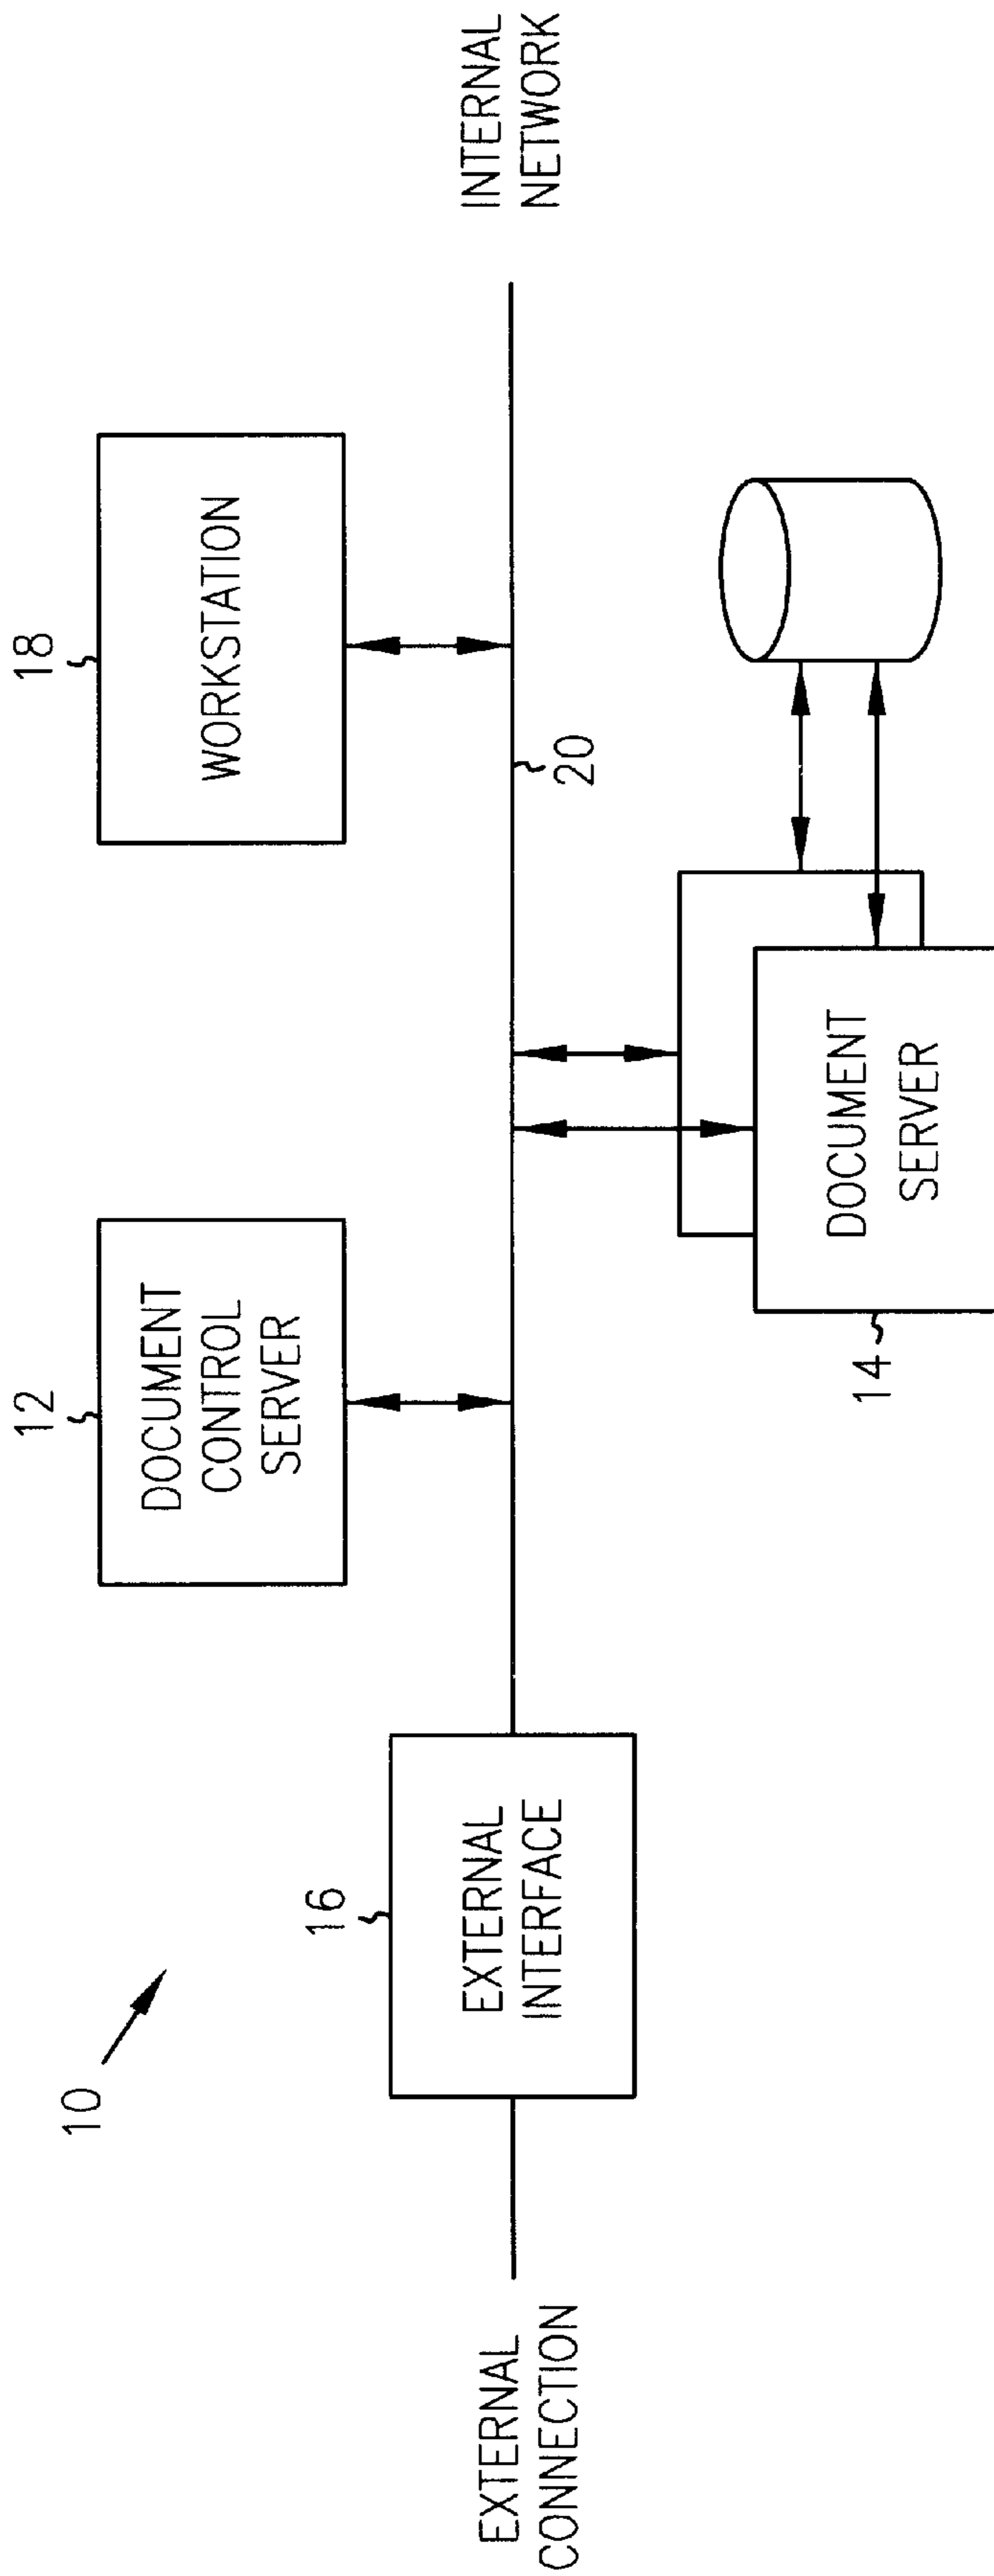 10
EXTERNAL
CONNECTION
16
EXTERNAL
INTERFACE
12
DOCUMENT
CONTROL
SERVER
14
DOCUMENT
SERVER
18
WORKSTATION
20
INTERNAL
NETWORK